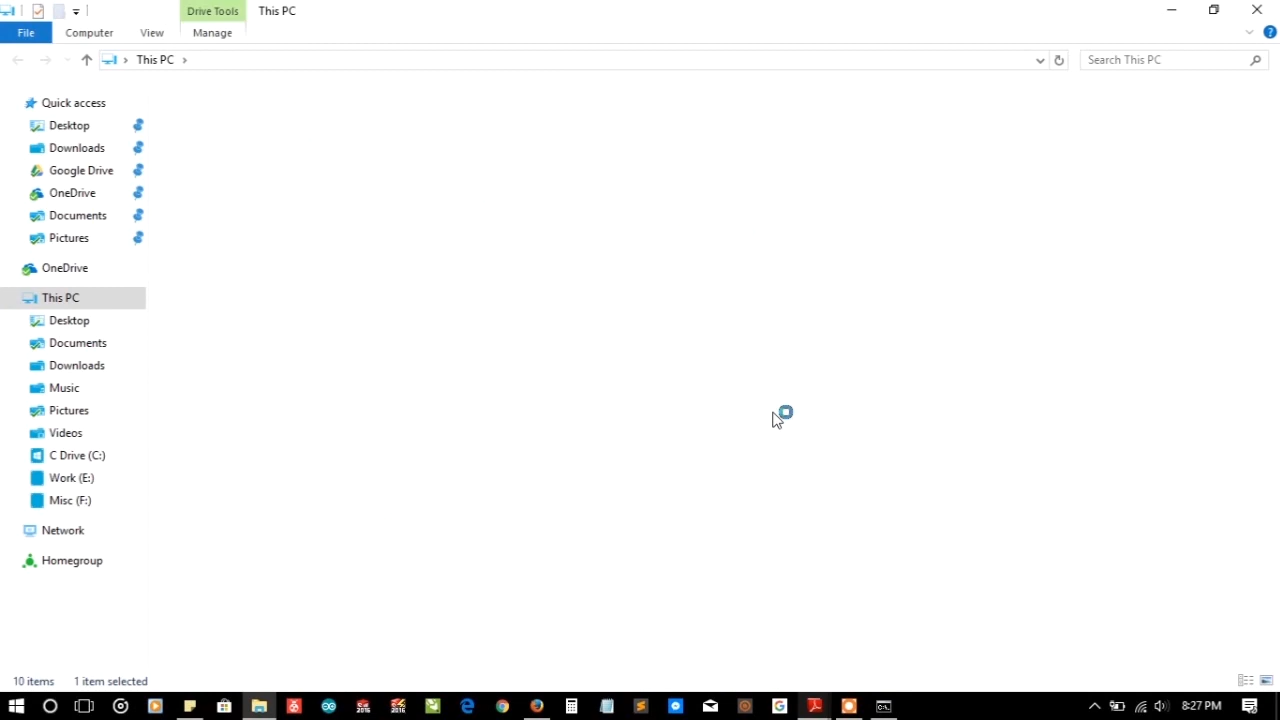 Drive Tools This PC
File Computer View Manage
This PC Search This PC
Quick access
Desktop
Downloads
Google Drive
OneDrive
Documents
Pictures
OneDrive
This PC
Desktop
Documents
Downloads
Music
Pictures
Videos
C Drive (C:)
Work (E:)
Misc (F:)
Network
Homegroup
10 items 1 item selected
8:27 PM